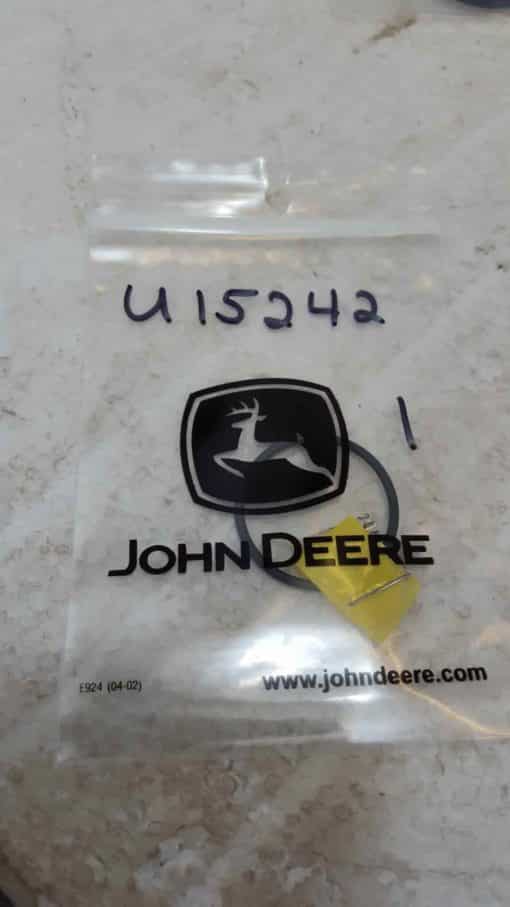 U15242
1
JOHN DEERE
E924 (04-02)
www.johndeere.com